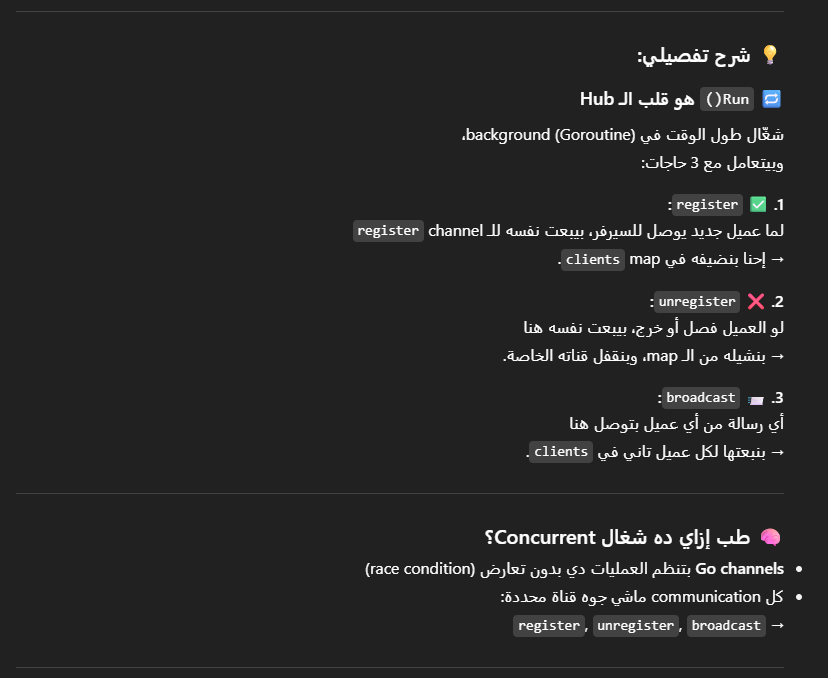 💡 شرح تفصيلي:
🔁 Run() هو قلب الـ Hub
شغّال طول الوقت في background (Goroutine)،
وبيتعامل مع 3 حاجات:
1. ✅ register:
لما عميل جديد يوصل للسيرفر، بيبعت نفسه للـ channel register
→ إحنا بنضيفه في clients map.
2. ❌ unregister:
لو العميل فصل أو خرج، بيبعت نفسه هنا
→ بنشيله من الـ map، وبنقفل قناته الخاصة.
3. 📨 broadcast:
أي رسالة من أي عميل بتوصل هنا
→ بنبعتها لكل عميل تاني في clients.
🧠 طب إزاي ده شغال Concurrent؟
• Go channels بتنظم العمليات دي بدون تعارض (race condition)
• كل communication ماشي جوه قناة محددة:
→ register, unregister, broadcast